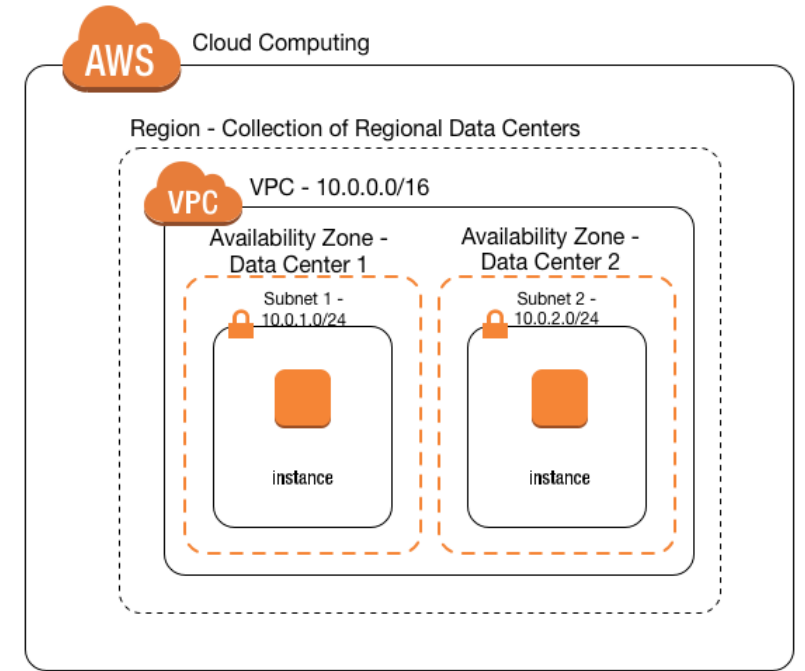 AWS
Cloud Computing
Region - Collection of Regional Data Centers
VPC
VPC - 10.0.0.0/16
Availability Zone -
Data Center 1
Subnet 1 -
10.0.1.0/24
instance
Availability Zone -
Data Center 2
Subnet 2 -
10.0.2.0/24
instance